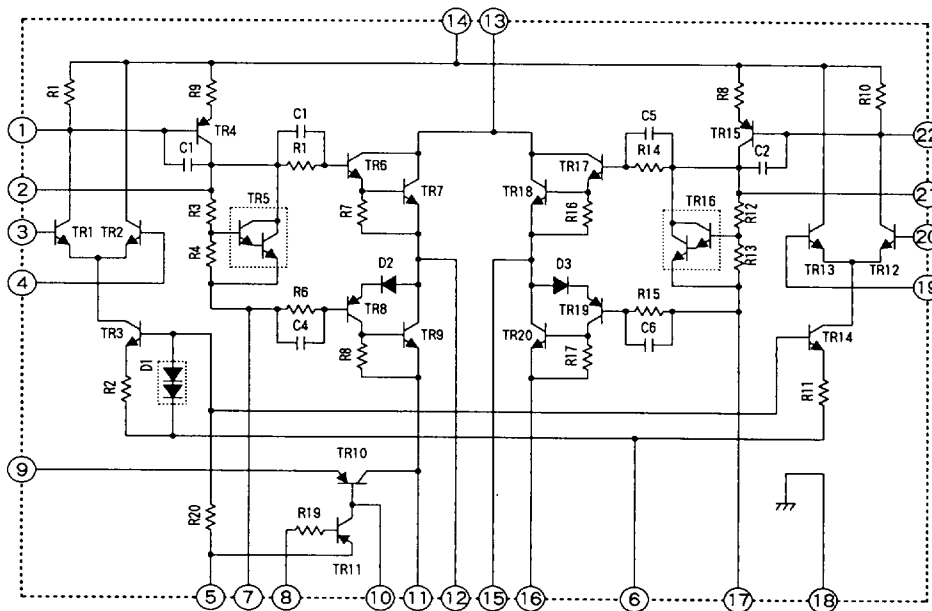 14 13
R1 R9 R8 R10
1 TR4 C1 C5 TR15 22
C1 R1 R14 C2
TR6 TR17
2 TR5 TR7 TR18 TR16 21
R3 R7 R16 R12
3 TR1 TR2 20
R4 R13 TR13 TR12
4 D2 D3 19
R6 TR8 TR19 R15
TR3 C4 TR9 TR20 C6 TR14
D1 R8 R17
R2 R11
9 TR10
R20 R19
TR11
5 7 8 10 11 12 15 16 6 17 18